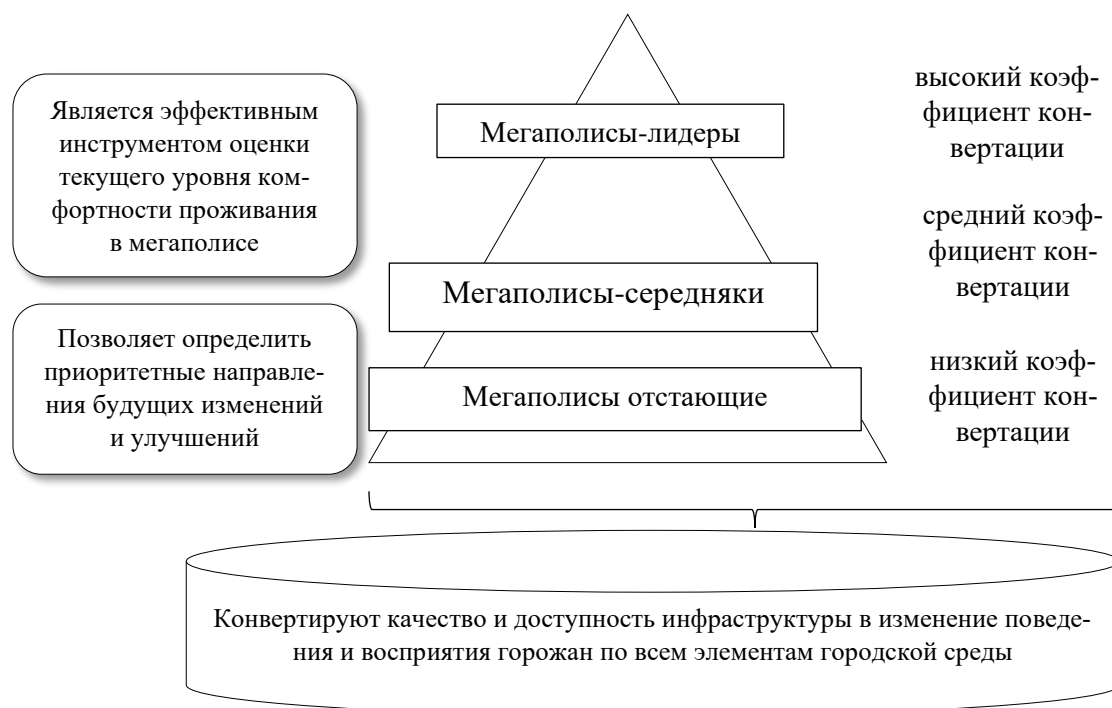 Является эффективным
инструментом оценки
текущего уровня ком-
фортности проживания
в мегаполисе
Позволяет определить
приоритетные направле-
ния будущих изменений
и улучшений
Мегаполисы-лидеры
Мегаполисы-середняки
Мегаполисы отстающие
высокий коэф-
фициент кон-
вертации
средний коэф-
фициент кон-
вертации
низкий коэф-
фициент кон-
вертации
Конвертируют качество и доступность инфраструктуры в изменение поведе-
ния и восприятия горожан по всем элементам городской среды